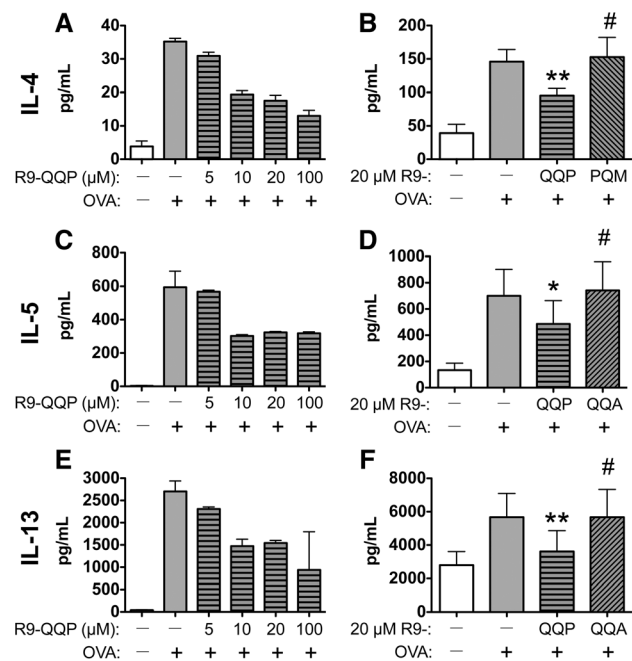 A
IL-4
pg/mL
40
30
20
10
0
R9-QQP (µM): — — 5 10 20 100
OVA: — + + + + +
B
pg/mL
200
150
100
50
0
**
#
20 µM R9-: — — QQP PQM
OVA: — + + +
C
IL-5
pg/mL
800
600
400
200
0
R9-QQP (µM): — — 5 10 20 100
OVA: — + + + + +
D
pg/mL
1000
800
600
400
200
0
*
#
20 µM R9-: — — QQP QQA
OVA: — + + +
E
IL-13
pg/mL
3000
2500
2000
1500
1000
500
0
R9-QQP (µM): — — 5 10 20 100
OVA: — + + + + +
F
pg/mL
8000
6000
4000
2000
0
**
#
20 µM R9-: — — QQP QQA
OVA: — + + +